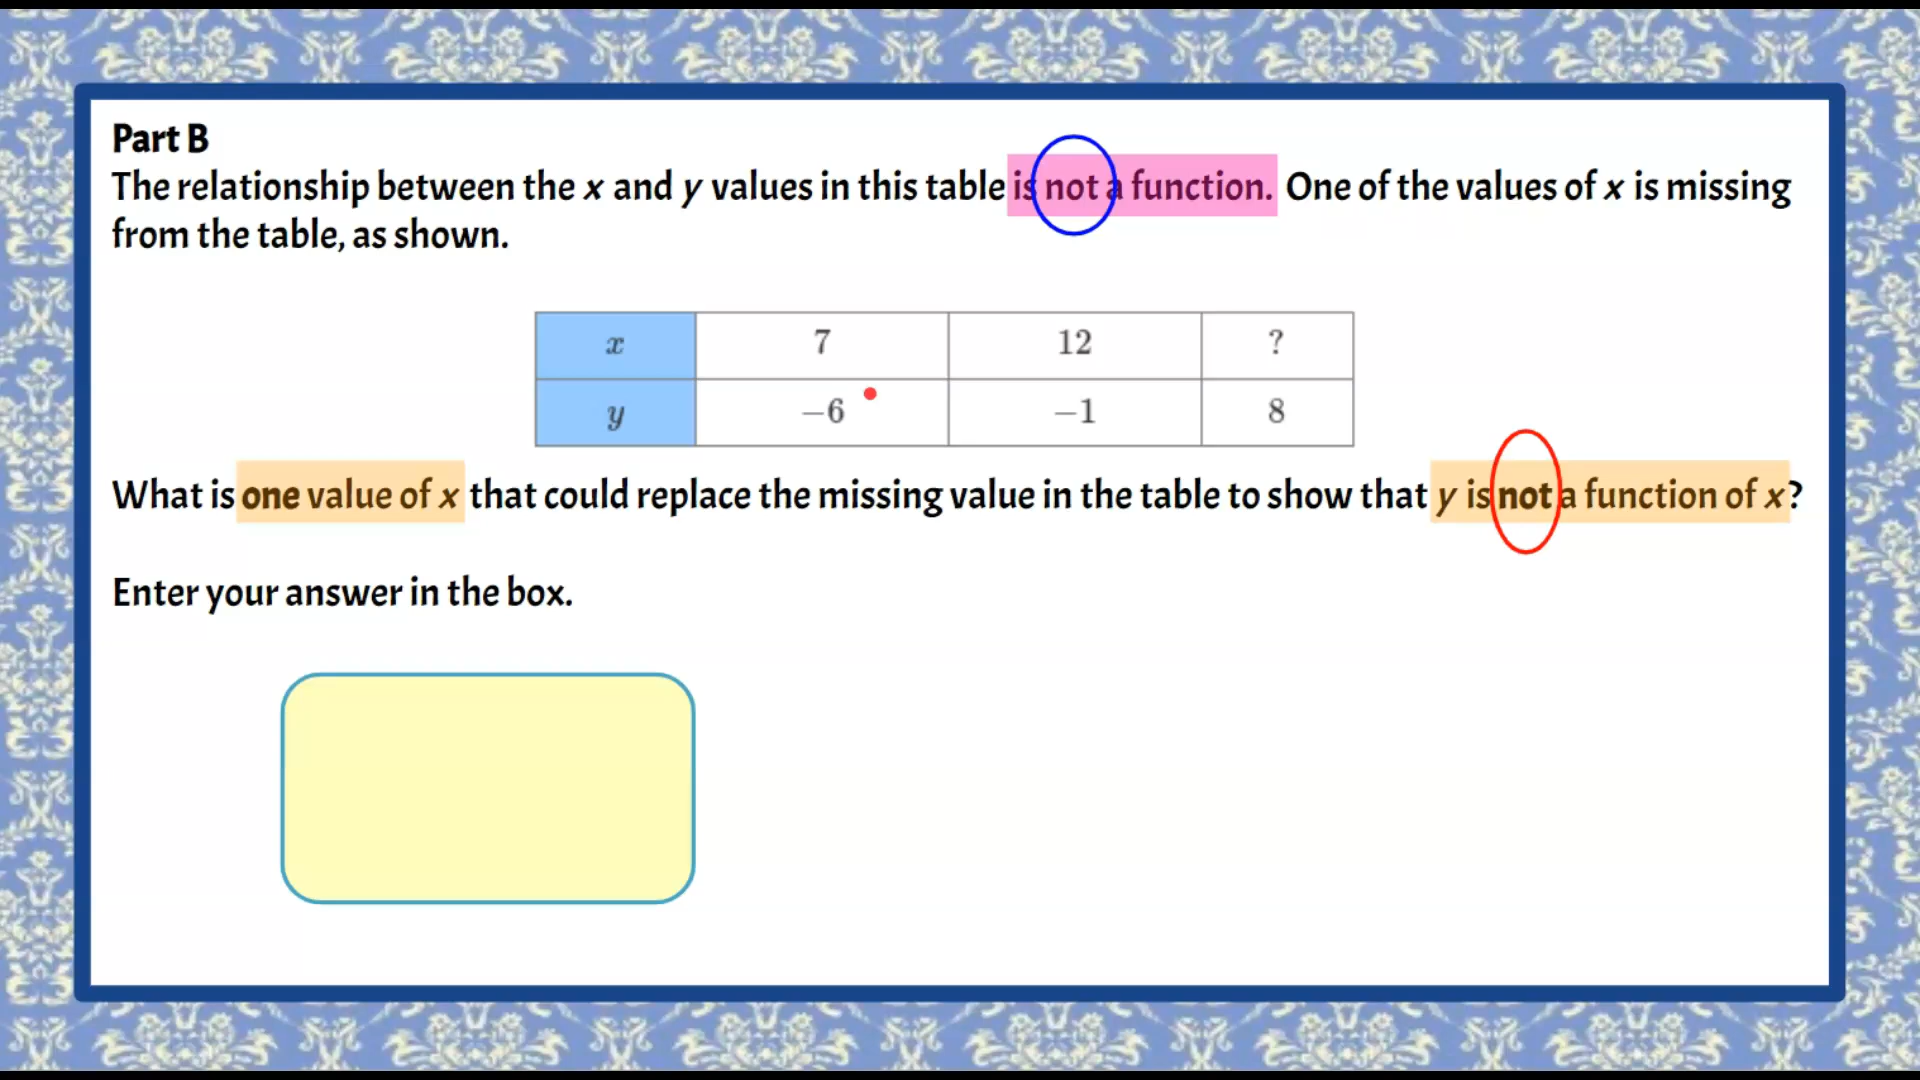 Part B
The relationship between the x and y values in this table is not a function. One of the values of x is missing
from the table, as shown.
x 7 12 ?
y −6 −1 8
What is one value of x that could replace the missing value in the table to show that y is not a function of x?
Enter your answer in the box.